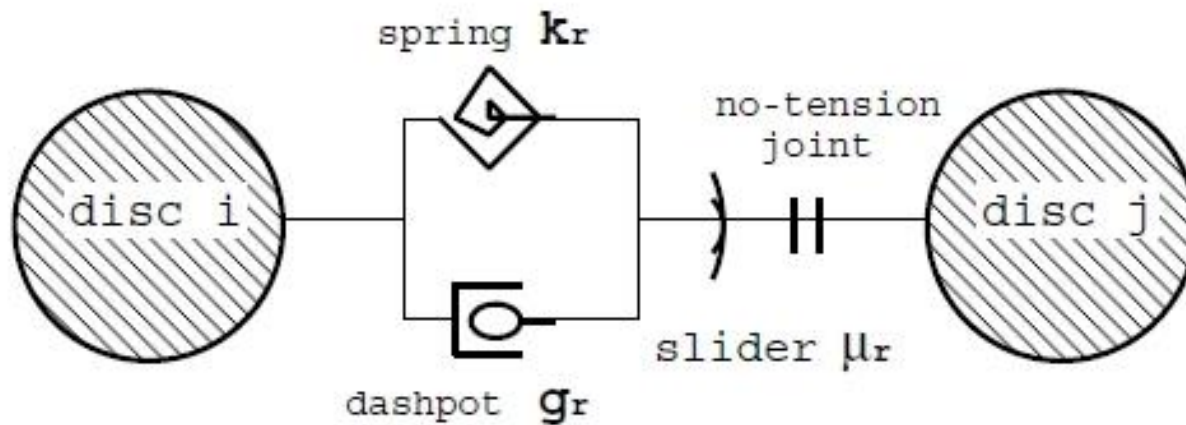 spring kr
no-tension
joint
disc i
disc j
slider μr
dashpot gr